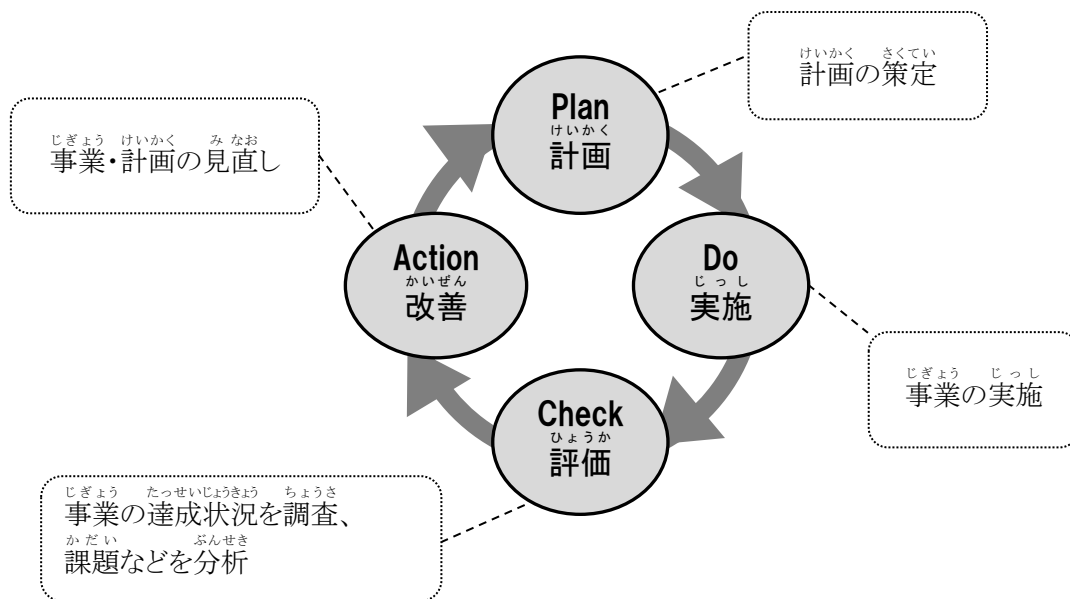 けいかく さくてい
計画の策定
Plan
けいかく
計画
じぎょう けいかく み なお
事業・計画の見直し
Action
かいぜん
改善
Do
じっし
実施
じぎょう じっし
事業の実施
Check
ひょうか
評価
じぎょう たっせいじょうきょう ちょうさ
事業の達成状況を調査、
かだい ぶんせき
課題などを分析